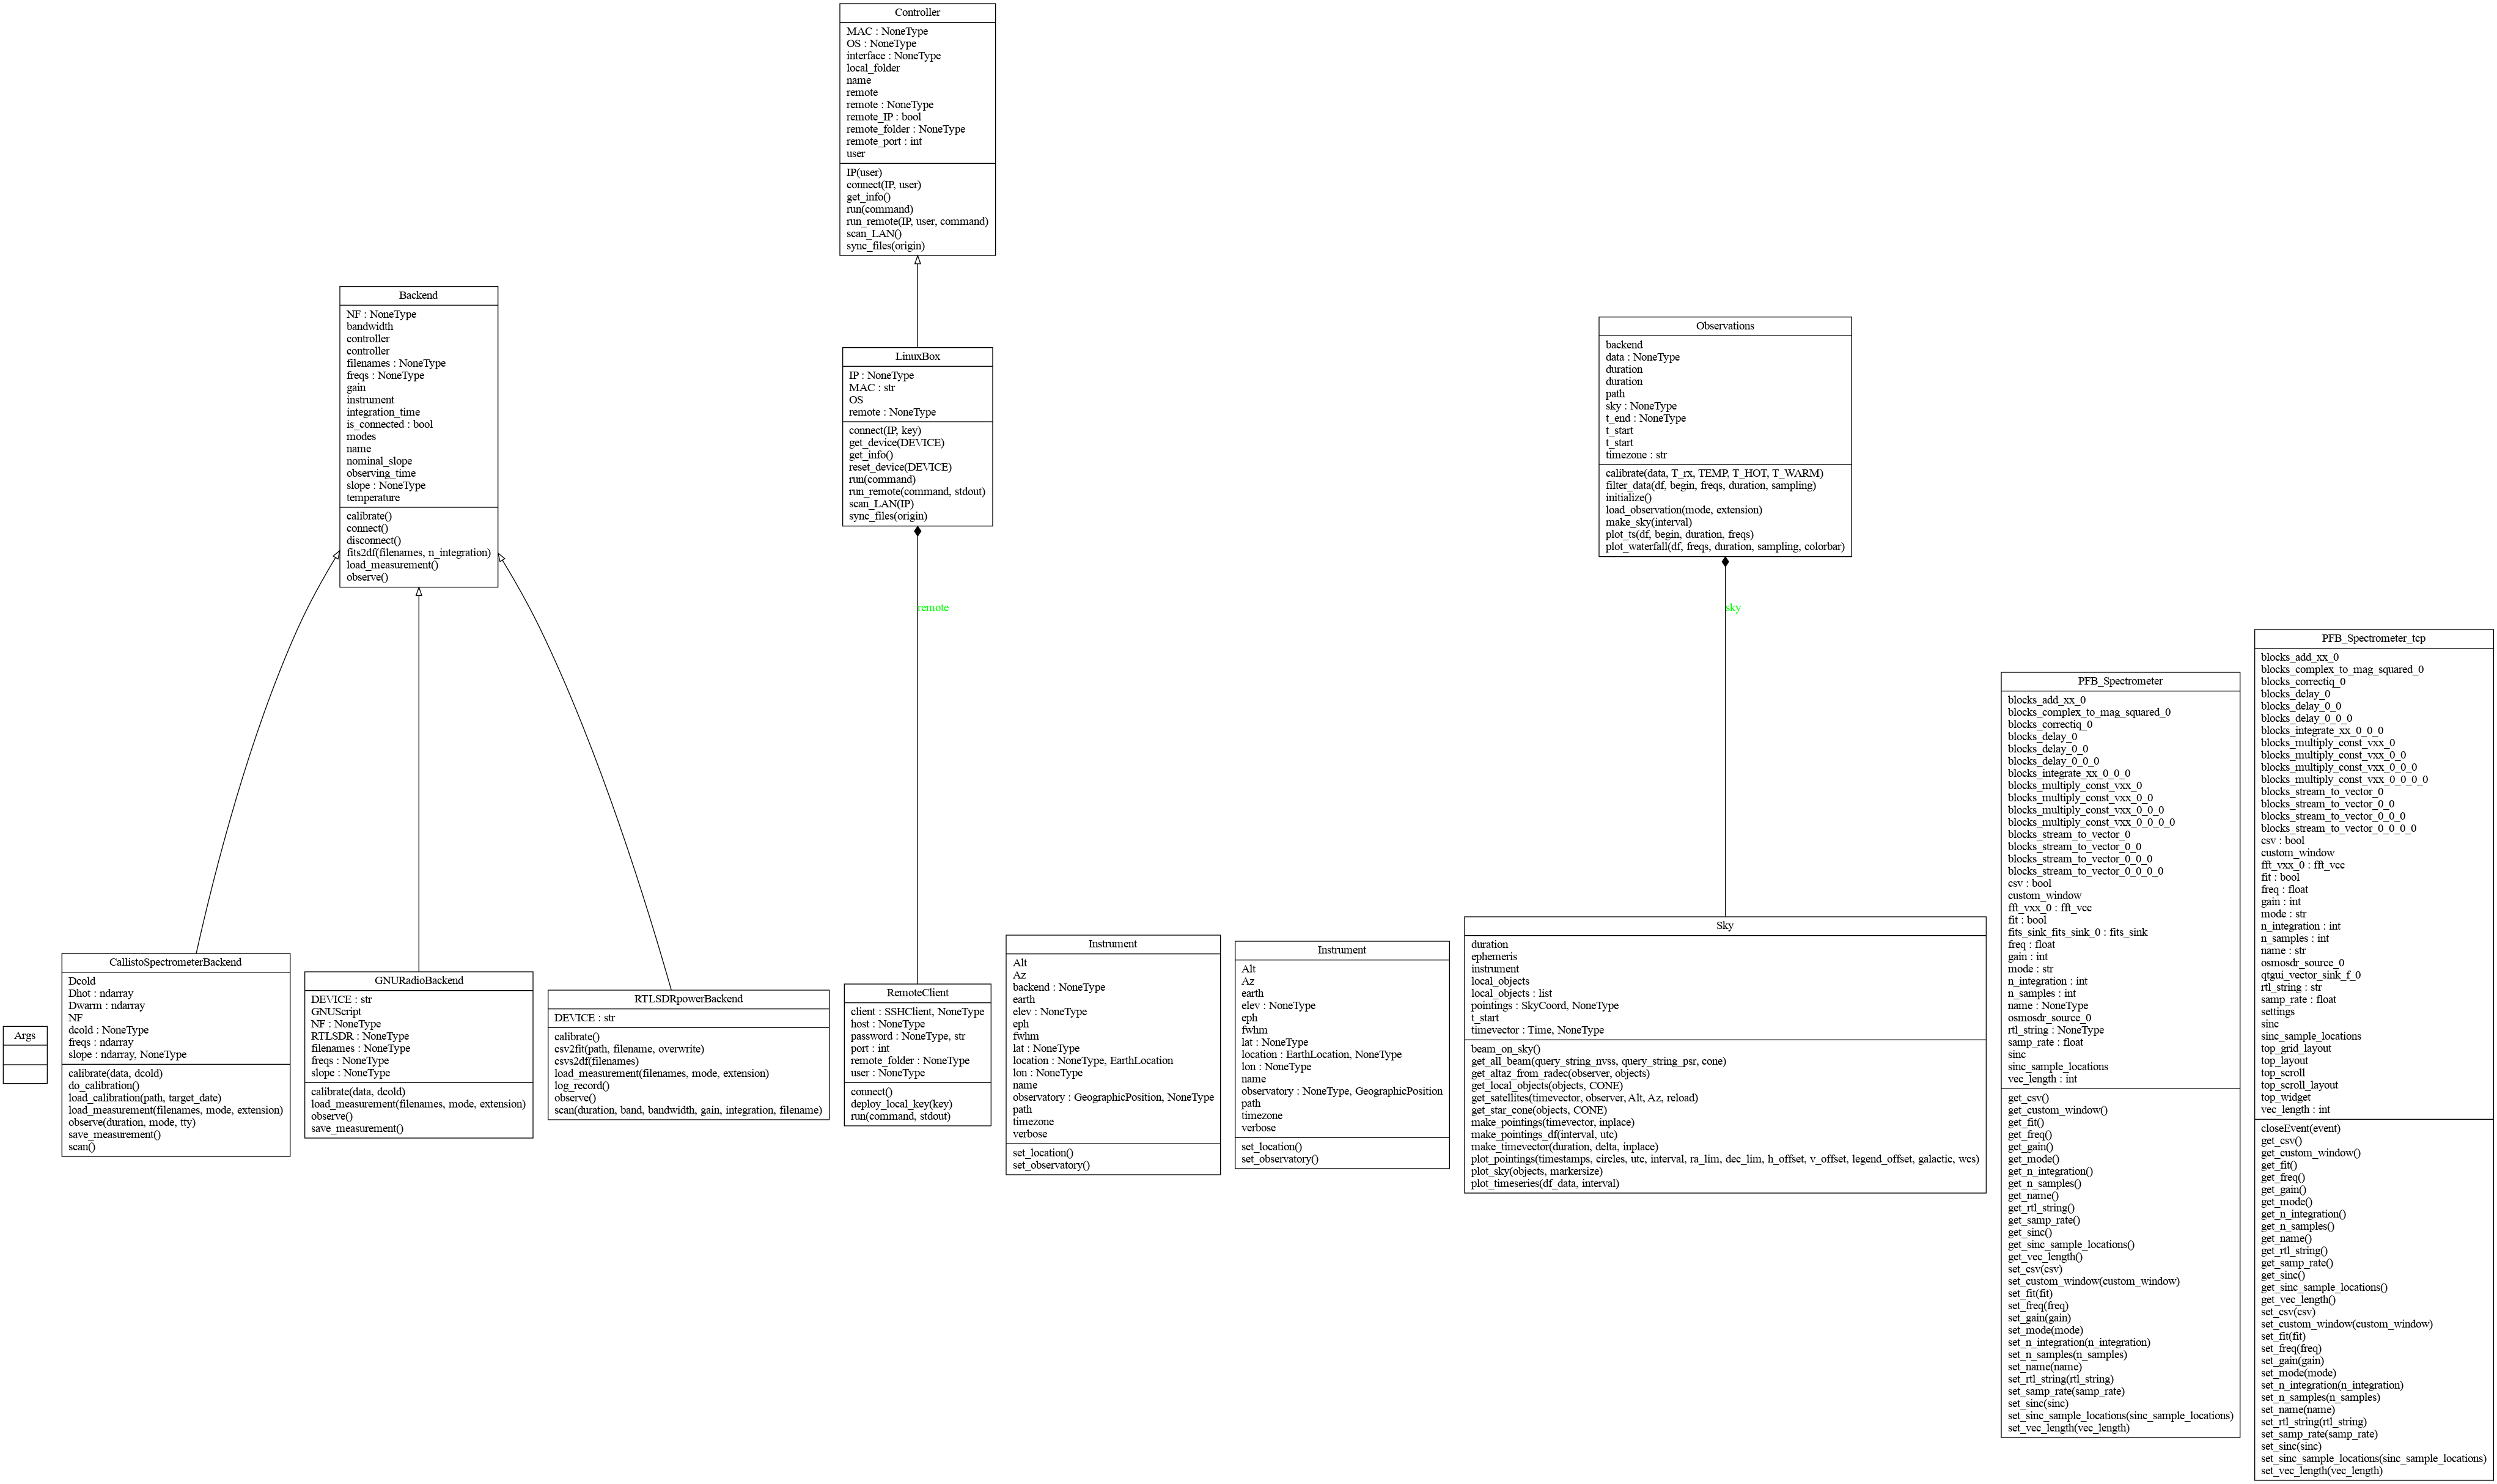 Controller
MAC : NoneType
OS : NoneType
interface : NoneType
local_folder
name
remote
remote : NoneType
remote_IP : bool
remote_folder : NoneType
remote_port : int
user
IP(user)
connect(IP, user)
get_info()
run(command)
run_remote(IP, user, command)
scan_LAN()
sync_files(origin)
Backend
NF : NoneType
bandwidth
controller
controller
filenames : NoneType
freqs : NoneType
gain
instrument
integration_time
is_connected : bool
modes
name
nominal_slope
observing_time
slope : NoneType
temperature
calibrate()
connect()
disconnect()
fits2df(filenames, n_integration)
load_measurement()
observe()
LinuxBox
IP : NoneType
MAC : str
OS
remote : NoneType
connect(IP, key)
get_device(DEVICE)
get_info()
reset_device(DEVICE)
run(command)
run_remote(command, stdout)
scan_LAN(IP)
sync_files(origin)
Observations
backend
data : NoneType
duration
duration
path
sky : NoneType
t_end : NoneType
t_start
t_start
timezone : str
calibrate(data, T_rx, TEMP, T_HOT, T_WARM)
filter_data(df, begin, freqs, duration, sampling)
initialize()
load_observation(mode, extension)
make_sky(interval)
plot_ts(df, begin, duration, freqs)
plot_waterfall(df, freqs, duration, sampling, colorbar)
remote
sky
Args
CallistoSpectrometerBackend
Dcold
Dhot : ndarray
Dwarm : ndarray
NF
dcold : NoneType
freqs : ndarray
slope : ndarray, NoneType
calibrate(data, dcold)
do_calibration()
load_calibration(path, target_date)
load_measurement(filenames, mode, extension)
observe(duration, mode, tty)
save_measurement()
scan()
GNURadioBackend
DEVICE : str
GNUScript
NF : NoneType
RTLSDR : NoneType
filenames : NoneType
freqs : NoneType
slope : NoneType
calibrate(data, dcold)
load_measurement(filenames, mode, extension)
observe()
save_measurement()
RTLSDRpowerBackend
DEVICE : str
calibrate()
csv2fit(path, filename, overwrite)
csvs2df(filenames)
load_measurement(filenames, mode, extension)
log_record()
observe()
scan(duration, band, bandwidth, gain, integration, filename)
RemoteClient
client : SSHClient, NoneType
host : NoneType
password : NoneType, str
port : int
remote_folder : NoneType
user : NoneType
connect()
deploy_local_key(key)
run(command, stdout)
Instrument
Alt
Az
backend : NoneType
earth
elev : NoneType
eph
fwhm
lat : NoneType
location : NoneType, EarthLocation
lon : NoneType
name
observatory : GeographicPosition, NoneType
path
timezone
verbose
set_location()
set_observatory()
Instrument
Alt
Az
earth
elev : NoneType
eph
fwhm
lat : NoneType
location : EarthLocation, NoneType
lon : NoneType
name
observatory : NoneType, GeographicPosition
path
timezone
verbose
set_location()
set_observatory()
Sky
duration
ephemeris
instrument
local_objects
local_objects : list
pointings : SkyCoord, NoneType
t_start
timevector : Time, NoneType
beam_on_sky()
get_all_beam(query_string_nvss, query_string_psr, cone)
get_altaz_from_radec(observer, objects)
get_local_objects(objects, CONE)
get_satellites(timevector, observer, Alt, Az, reload)
get_star_cone(objects, CONE)
make_pointings(timevector, inplace)
make_pointings_df(interval, utc)
make_timevector(duration, delta, inplace)
plot_pointings(timestamps, circles, utc, interval, ra_lim, dec_lim, h_offset, v_offset, legend_offset, galactic, wcs)
plot_sky(objects, markersize)
plot_timeseries(df_data, interval)
PFB_Spectrometer
blocks_add_xx_0
blocks_complex_to_mag_squared_0
blocks_correctiq_0
blocks_delay_0
blocks_delay_0_0
blocks_delay_0_0_0
blocks_integrate_xx_0_0_0
blocks_multiply_const_vxx_0
blocks_multiply_const_vxx_0_0
blocks_multiply_const_vxx_0_0_0
blocks_multiply_const_vxx_0_0_0_0
blocks_stream_to_vector_0
blocks_stream_to_vector_0_0
blocks_stream_to_vector_0_0_0
blocks_stream_to_vector_0_0_0_0
csv : bool
custom_window
fft_vxx_0 : fft_vcc
fit : bool
fits_sink_fits_sink_0 : fits_sink
freq : float
gain : int
mode : str
n_integration : int
n_samples : int
name : NoneType
osmosdr_source_0
rtl_string : NoneType
samp_rate : float
sinc
sinc_sample_locations
vec_length : int
get_csv()
get_custom_window()
get_fit()
get_freq()
get_gain()
get_mode()
get_n_integration()
get_n_samples()
get_name()
get_rtl_string()
get_samp_rate()
get_sinc()
get_sinc_sample_locations()
get_vec_length()
set_csv(csv)
set_custom_window(custom_window)
set_fit(fit)
set_freq(freq)
set_gain(gain)
set_mode(mode)
set_n_integration(n_integration)
set_n_samples(n_samples)
set_name(name)
set_rtl_string(rtl_string)
set_samp_rate(samp_rate)
set_sinc(sinc)
set_sinc_sample_locations(sinc_sample_locations)
set_vec_length(vec_length)
PFB_Spectrometer_tcp
blocks_add_xx_0
blocks_complex_to_mag_squared_0
blocks_correctiq_0
blocks_delay_0
blocks_delay_0_0
blocks_delay_0_0_0
blocks_integrate_xx_0_0_0
blocks_multiply_const_vxx_0
blocks_multiply_const_vxx_0_0
blocks_multiply_const_vxx_0_0_0
blocks_multiply_const_vxx_0_0_0_0
blocks_stream_to_vector_0
blocks_stream_to_vector_0_0
blocks_stream_to_vector_0_0_0
blocks_stream_to_vector_0_0_0_0
csv : bool
custom_window
fft_vxx_0 : fft_vcc
fit : bool
freq : float
gain : int
mode : str
n_integration : int
n_samples : int
name : str
osmosdr_source_0
qtgui_vector_sink_f_0
rtl_string : str
samp_rate : float
settings
sinc
sinc_sample_locations
top_grid_layout
top_layout
top_scroll
top_scroll_layout
top_widget
vec_length : int
closeEvent(event)
get_csv()
get_custom_window()
get_fit()
get_freq()
get_gain()
get_mode()
get_n_integration()
get_n_samples()
get_name()
get_rtl_string()
get_samp_rate()
get_sinc()
get_sinc_sample_locations()
get_vec_length()
set_csv(csv)
set_custom_window(custom_window)
set_fit(fit)
set_freq(freq)
set_gain(gain)
set_mode(mode)
set_n_integration(n_integration)
set_n_samples(n_samples)
set_name(name)
set_rtl_string(rtl_string)
set_samp_rate(samp_rate)
set_sinc(sinc)
set_sinc_sample_locations(sinc_sample_locations)
set_vec_length(vec_length)